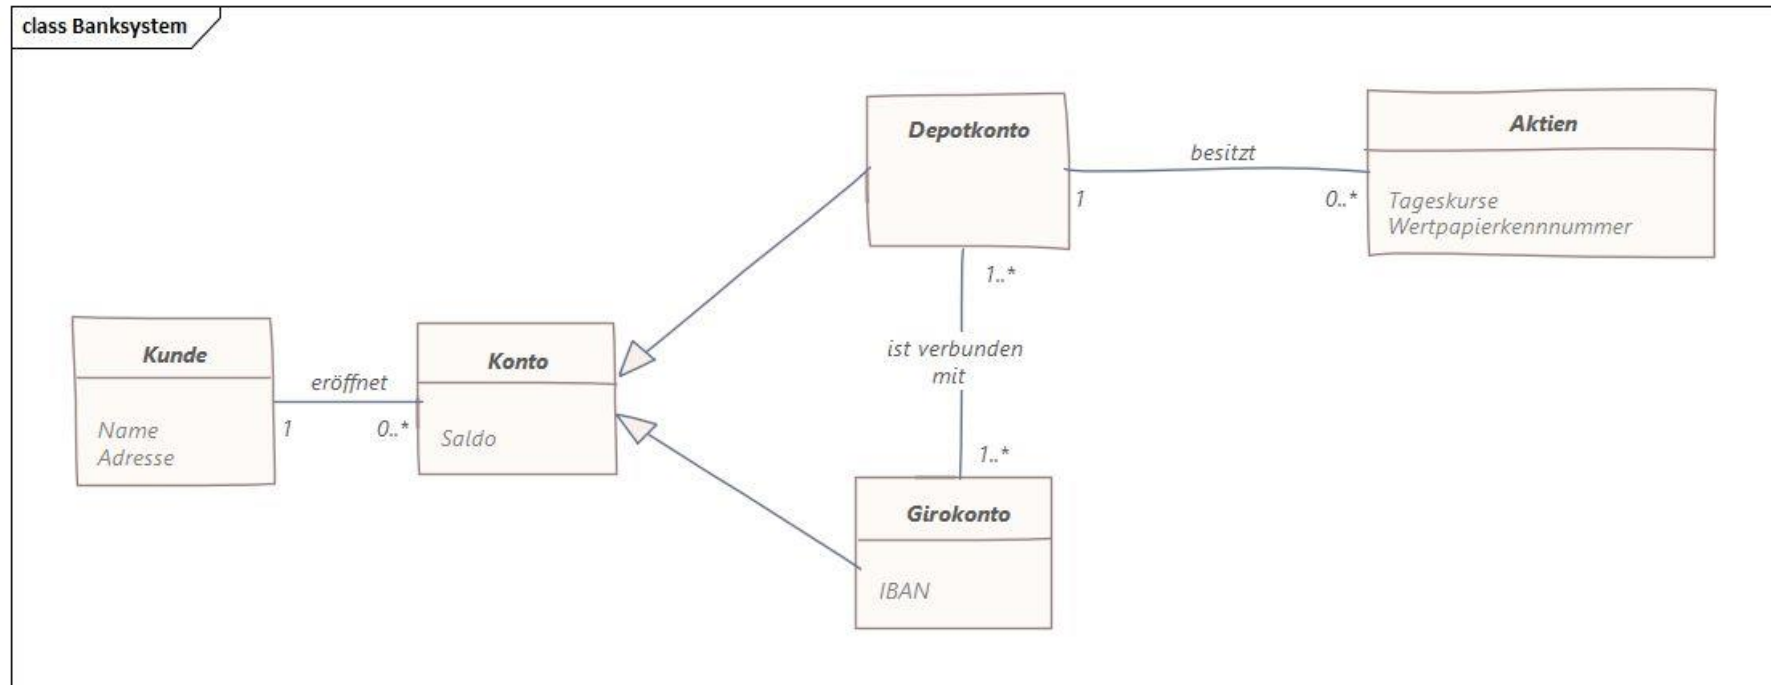 class Banksystem
Depotkonto
Aktien
besitzt
1
0..*
Tageskurse
Wertpapierkennnummer
1..*
ist verbunden
mit
1..*
Kunde
Name
Adresse
eröffnet
1
0..*
Konto
Saldo
Girokonto
IBAN